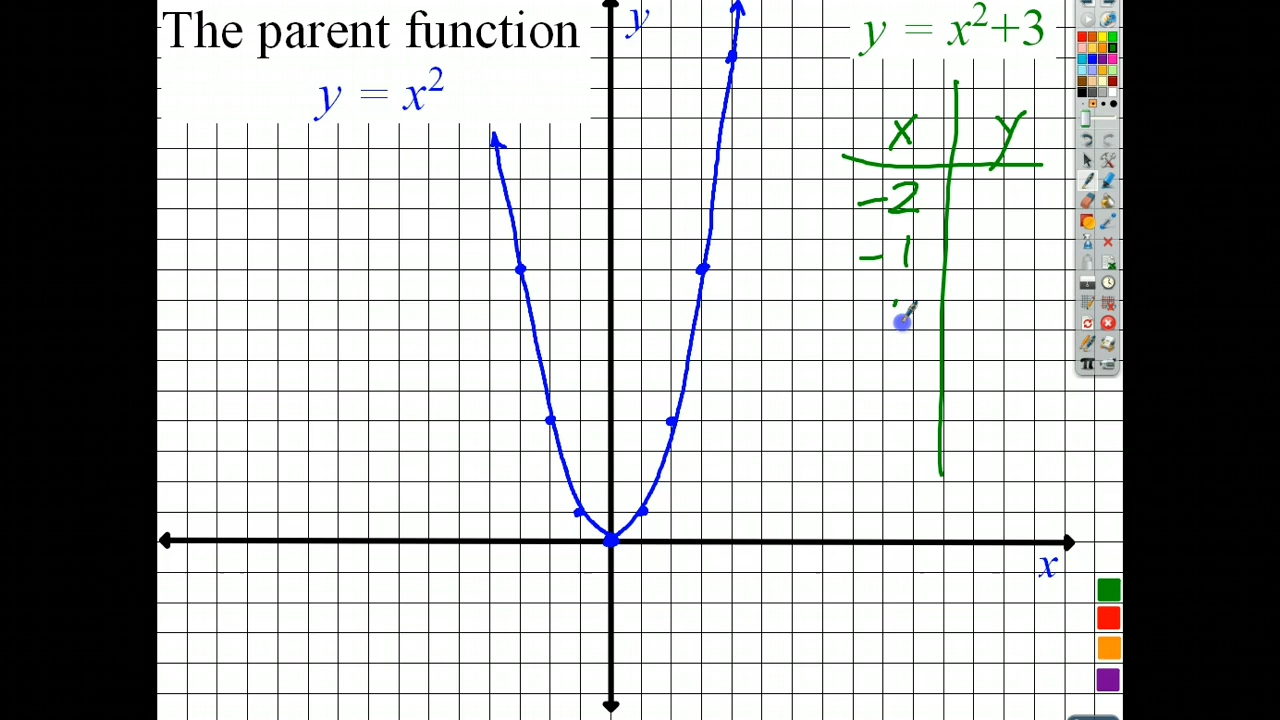 The parent function
y = x²
y
y = x²+3
x y
-2
-1
x